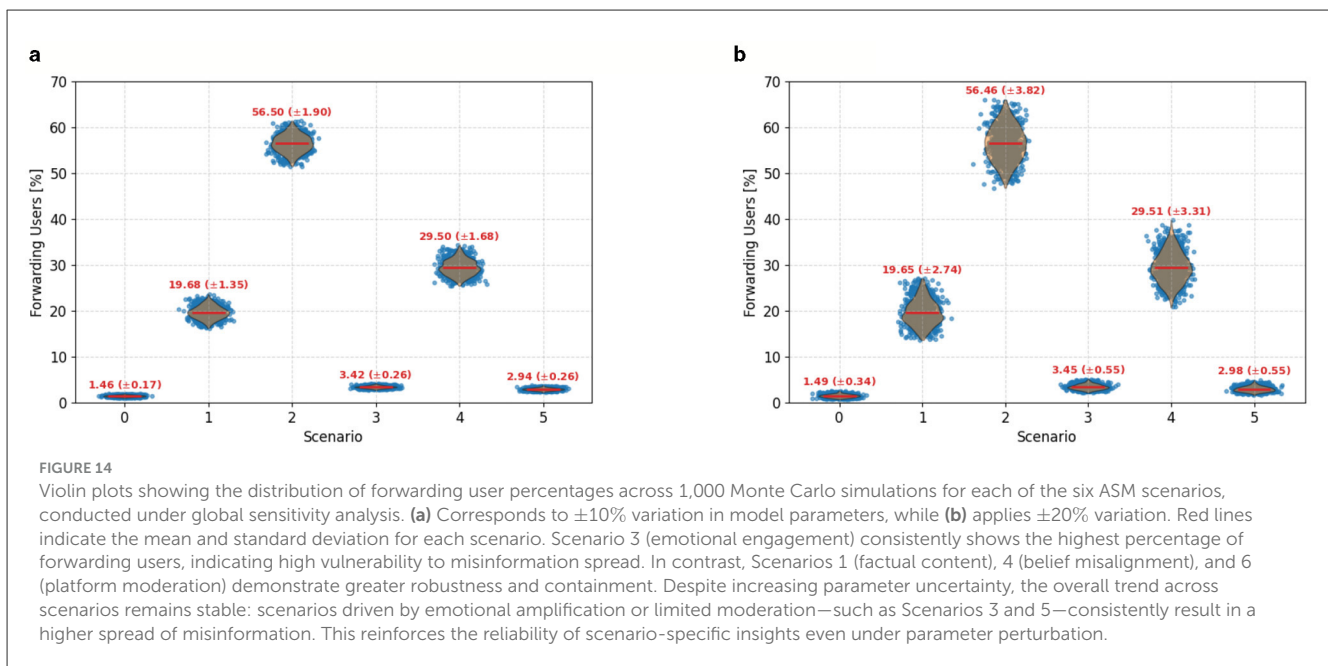 a
70
60
50
40
30
20
10
0
Forwarding Users [%]
1.46 (±0.17)
19.68 (±1.35)
56.50 (±1.90)
3.42 (±0.26)
29.50 (±1.68)
2.94 (±0.26)
0 1 2 3 4 5
Scenario
b
70
60
50
40
30
20
10
0
Forwarding Users [%]
1.49 (±0.34)
19.65 (±2.74)
56.46 (±3.82)
3.45 (±0.55)
29.51 (±3.31)
2.98 (±0.55)
0 1 2 3 4 5
Scenario
FIGURE 14
Violin plots showing the distribution of forwarding user percentages across 1,000 Monte Carlo simulations for each of the six ASM scenarios,
conducted under global sensitivity analysis. (a) Corresponds to ±10% variation in model parameters, while (b) applies ±20% variation. Red lines
indicate the mean and standard deviation for each scenario. Scenario 3 (emotional engagement) consistently shows the highest percentage of
forwarding users, indicating high vulnerability to misinformation spread. In contrast, Scenarios 1 (factual content), 4 (belief misalignment), and 6
(platform moderation) demonstrate greater robustness and containment. Despite increasing parameter uncertainty, the overall trend across
scenarios remains stable: scenarios driven by emotional amplification or limited moderation—such as Scenarios 3 and 5—consistently result in a
higher spread of misinformation. This reinforces the reliability of scenario-specific insights even under parameter perturbation.